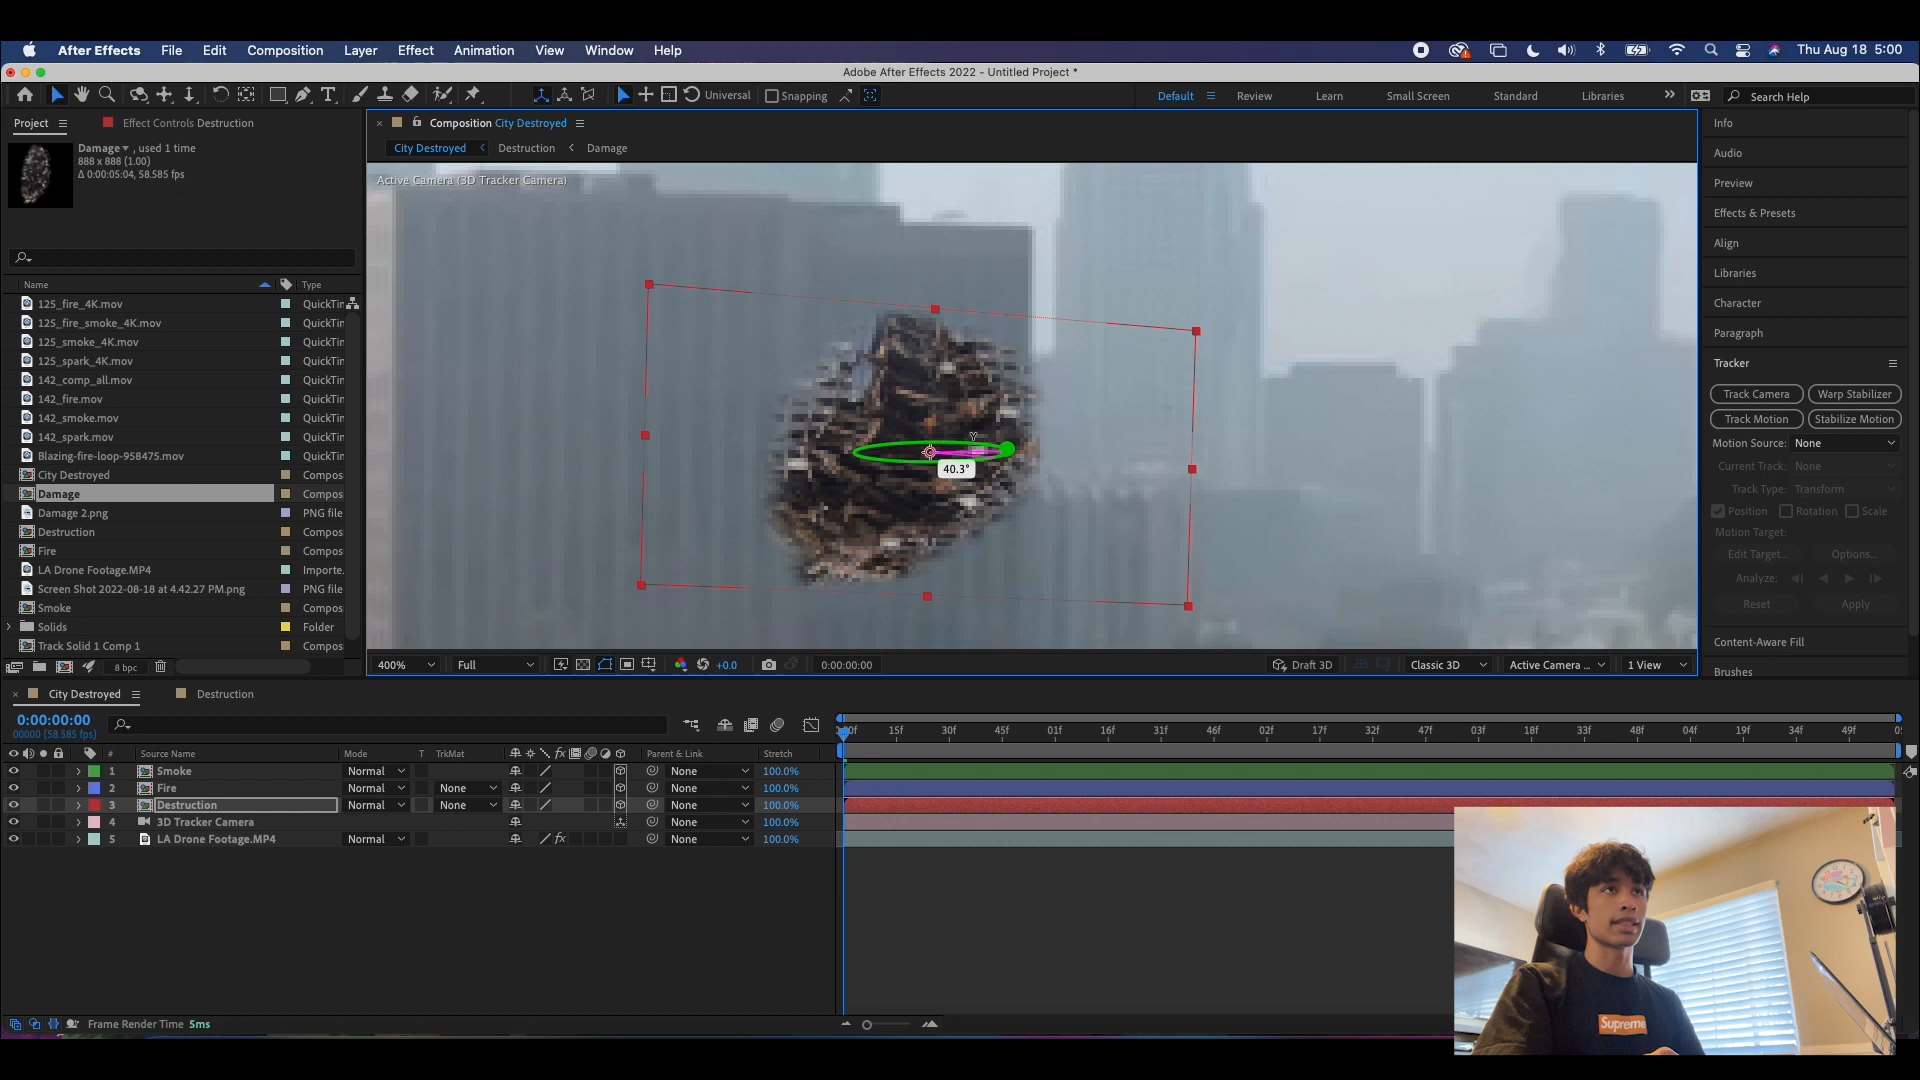 After Effects File Edit Composition Layer Effect Animation View Window Help Thu Aug 18 5:00
Adobe After Effects 2022 - Untitled Project *
Universal Snapping Default Review Learn Small Screen Standard Libraries Search Help
Project Effect Controls Destruction
Composition City Destroyed
Info
Damage , used 1 time
888 x 888 (1.00)
Δ 0:00:05:04, 58.585 fps
City Destroyed Destruction Damage
Active Camera (3D Tracker Camera)
Audio
Preview
Effects & Presets
Align
Libraries
Character
Paragraph
Tracker
Track Camera Warp Stabilizer
Track Motion Stabilize Motion
Motion Source: None
Current Track: None
Track Type: Transform
Position Rotation Scale
Motion Target:
Edit Target... Options...
Analyze:
Reset Apply
Content-Aware Fill
Brushes
Name Type
125_fire_4K.mov QuickTin
125_fire_smoke_4K.mov QuickTin
125_smoke_4K.mov QuickTin
125_spark_4K.mov QuickTin
142_comp_all.mov QuickTin
142_fire.mov QuickTin
142_smoke.mov QuickTin
142_spark.mov QuickTin
Blazing-fire-loop-958475.mov QuickTin
City Destroyed Compos
Damage Compos
Damage 2.png PNG file
Destruction Compos
Fire Compos
LA Drone Footage.MP4 Importe.
Screen Shot 2022-08-18 at 4.42.27 PM.png PNG file
Smoke Compos
Solids Folder
Track Solid 1 Comp 1 Compos
8 bpc
Y
40.3°
400% Full +0.0 0:00:00:00 Draft 3D Classic 3D Active Camera ... 1 View
City Destroyed Destruction
0:00:00:00
00000 (58.585 fps)
15f 30f 45f 01f 16f 31f 46f 02f 17f 32f 47f 03f 18f 33f 48f 04f 19f 34f 49f
# Source Name Mode T TrkMat fx Parent & Link Stretch
1 Smoke Normal None 100.0%
2 Fire Normal None None 100.0%
3 Destruction Normal None None 100.0%
4 3D Tracker Camera None 100.0%
5 LA Drone Footage.MP4 Normal fx None 100.0%
Frame Render Time 5ms
Supreme